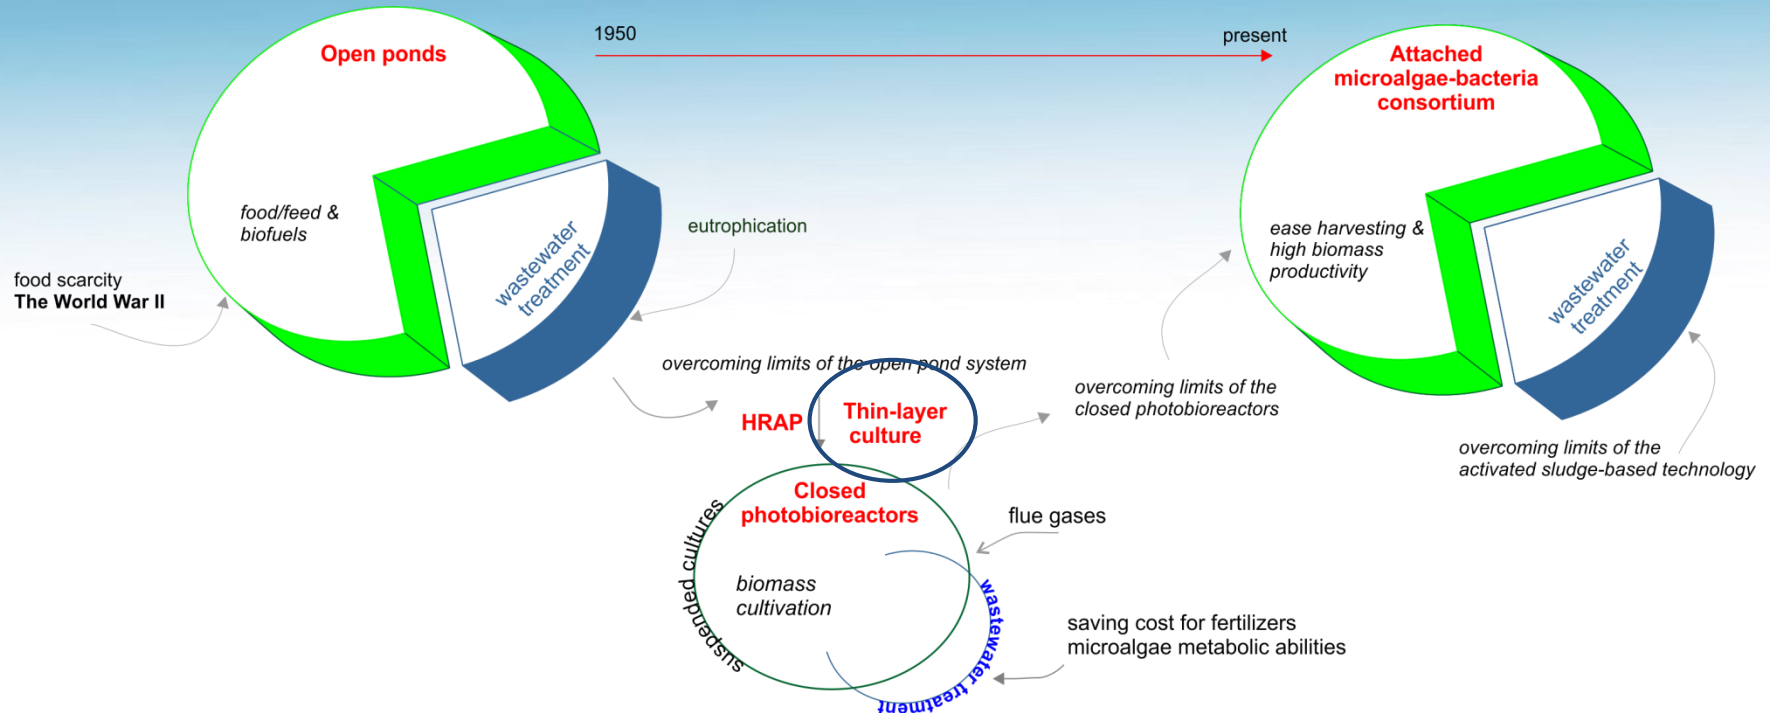 1950
present
Open ponds
food/feed &
biofuels
wastewater
treatment
eutrophication
food scarcity
The World War II
overcoming limits of the open pond system
HRAP
Thin-layer
culture
Closed
photobioreactors
suspended cultures
biomass
cultivation
wastewater treatment
flue gases
saving cost for fertilizers
microalgae metabolic abilities
overcoming limits of the
closed photobioreactors
Attached
microalgae-bacteria
consortium
ease harvesting &
high biomass
productivity
wastewater
treatment
overcoming limits of the
activated sludge-based technology